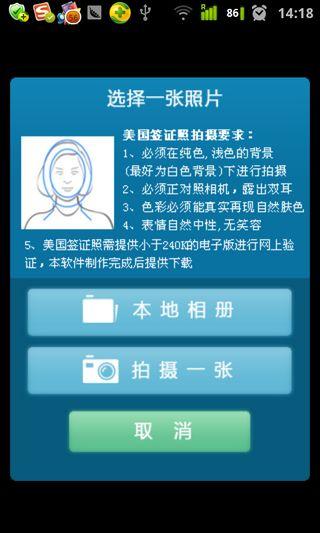 86 14:18
选择一张照片
美国签证照拍摄要求：
1、必须在纯色,浅色的背景
(最好为白色背景)下进行拍摄
2、必须正对照相机，露出双耳
3、色彩必须能真实再现自然肤色
4、表情自然中性,无笑容
5、美国签证照需提供小于240K的电子版进行网上验
证，本软件制作完成后提供下载
本地相册
拍摄一张
取 消